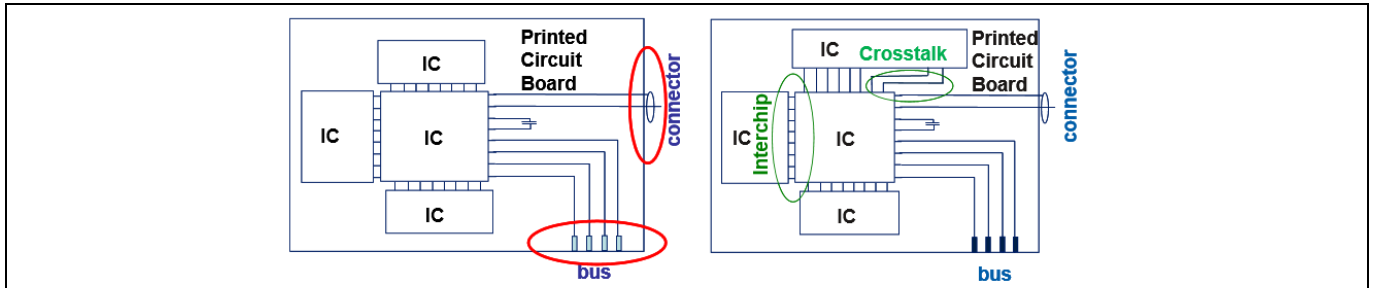 Printed
Circuit
Board
IC
IC
IC
IC
connector
bus
IC
Crosstalk
Printed
Circuit
Board
Interchip
IC
IC
IC
connector
bus